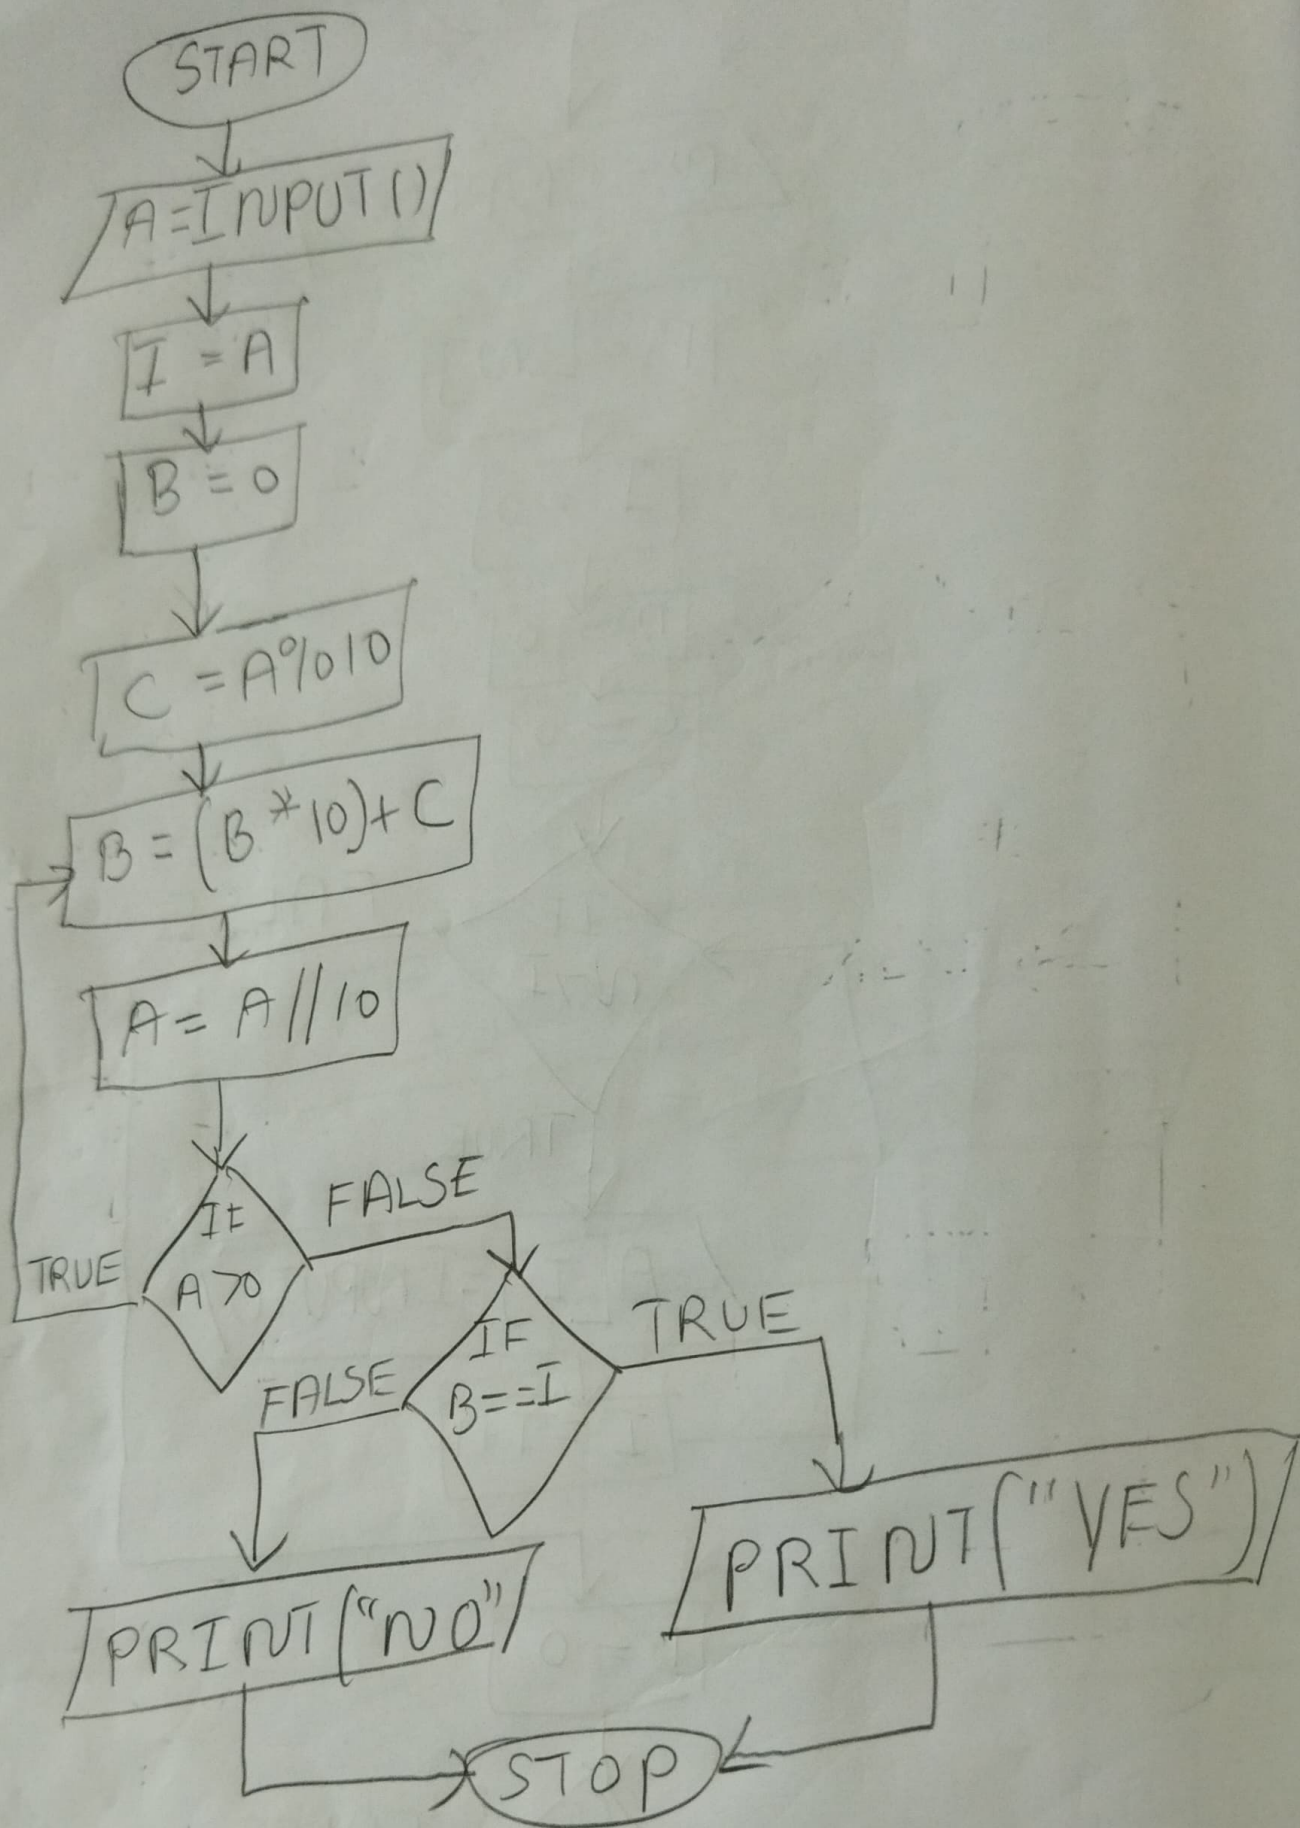 START
A=INPUT()
I = A
B = 0
C = A%10
B = (B * 10) + C
A = A // 10
IF
A>0
FALSE
TRUE
IF
B==I
TRUE
FALSE
PRINT("YES")
PRINT("NO"
STOP